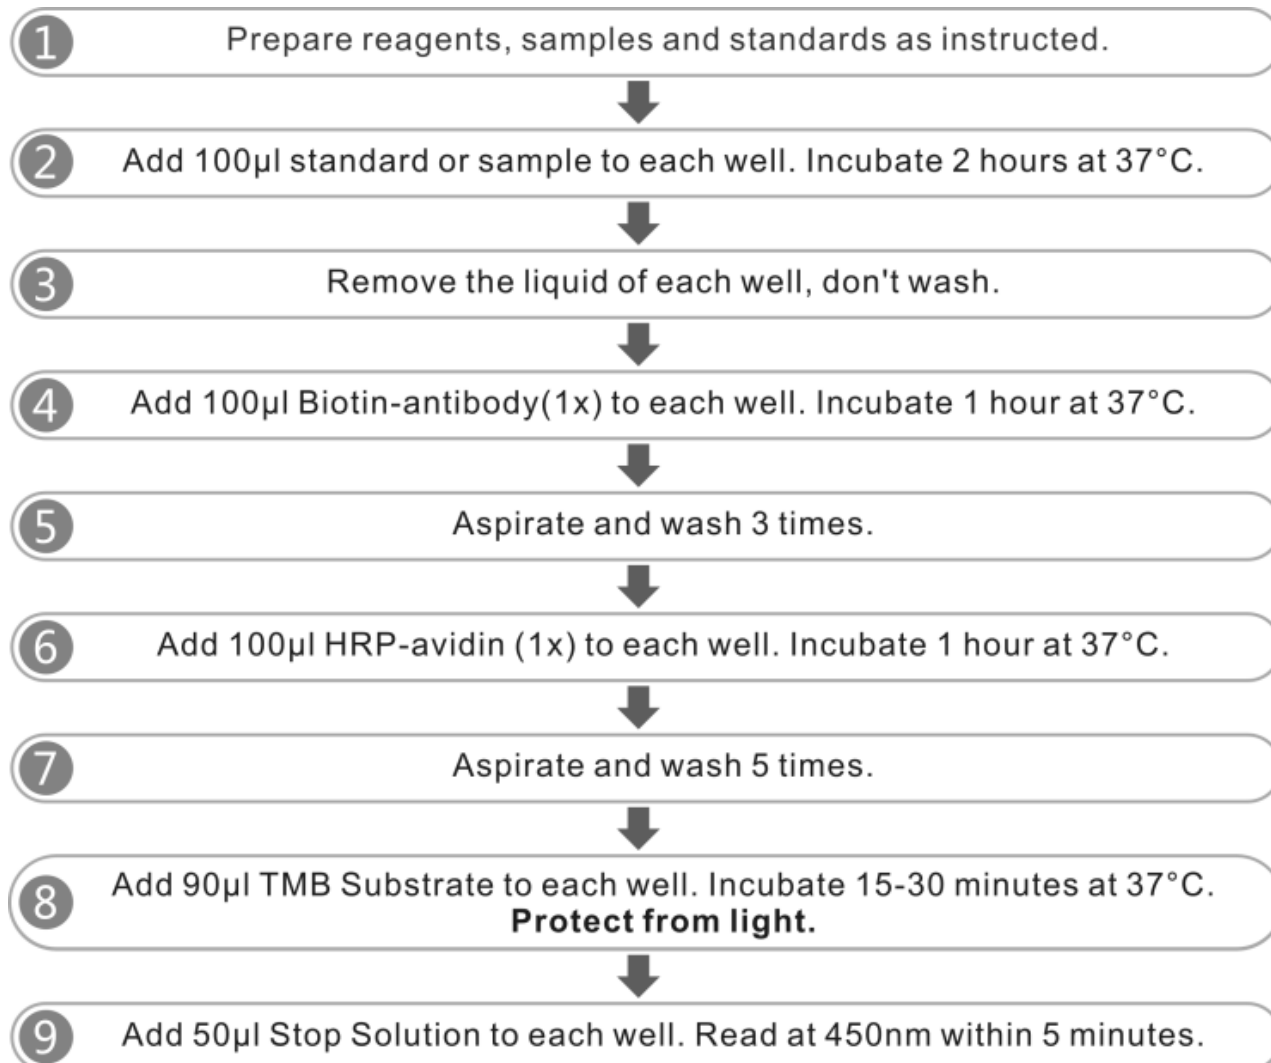 1 Prepare reagents, samples and standards as instructed.
2 Add 100µl standard or sample to each well. Incubate 2 hours at 37°C.
3 Remove the liquid of each well, don't wash.
4 Add 100µl Biotin-antibody(1x) to each well. Incubate 1 hour at 37°C.
5 Aspirate and wash 3 times.
6 Add 100µl HRP-avidin (1x) to each well. Incubate 1 hour at 37°C.
7 Aspirate and wash 5 times.
8 Add 90µl TMB Substrate to each well. Incubate 15-30 minutes at 37°C.
Protect from light.
9 Add 50µl Stop Solution to each well. Read at 450nm within 5 minutes.